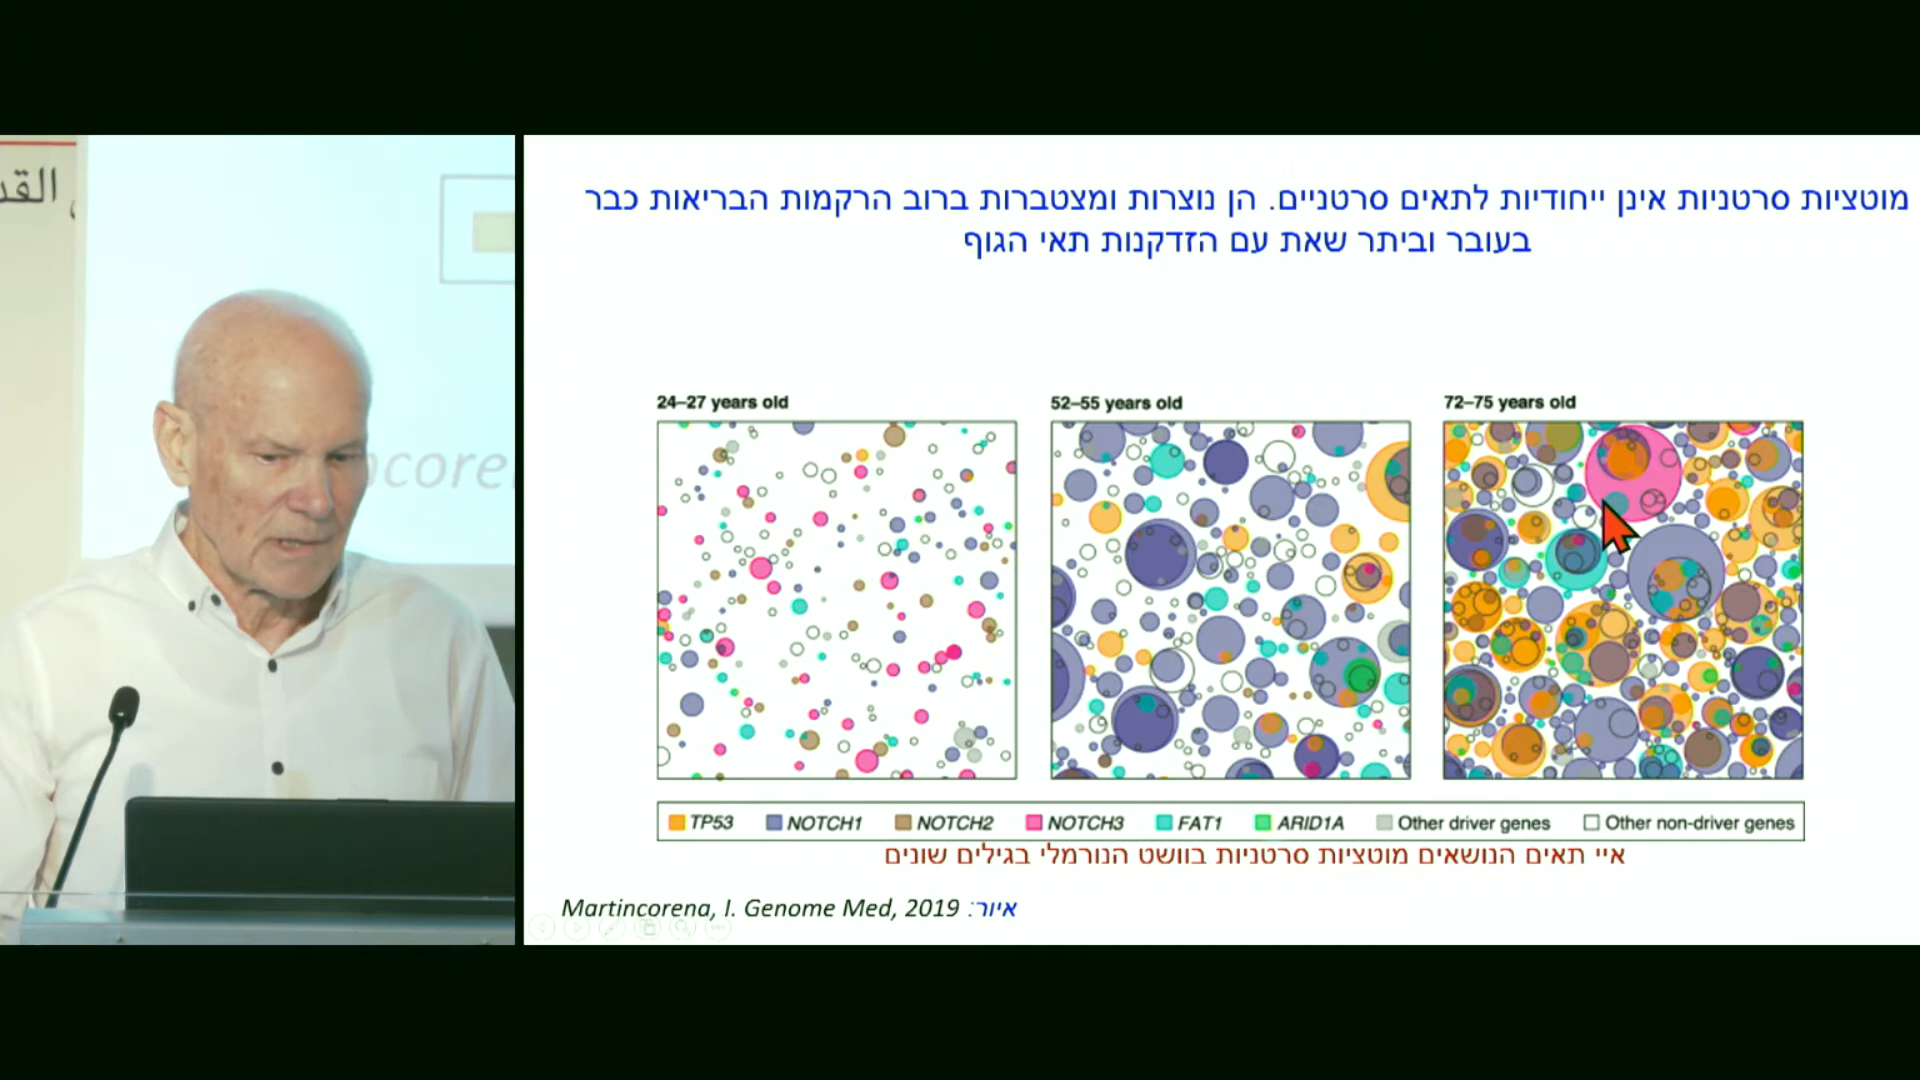 القد
ncore
מוטציות סרטניות אינן ייחודיות לתאים סרטניים. הן נוצרות ומצטברות ברוב הרקמות הבריאות כבר
בעובר וביתר שאת עם הזדקנות תאי הגוף
24–27 years old
52–55 years old
72–75 years old
TP53 NOTCH1 NOTCH2 NOTCH3 FAT1 ARID1A Other driver genes Other non-driver genes
איי תאים הנושאים מוטציות סרטניות בוושט הנורמלי בגילים שונים
איור: Martincorena, I. Genome Med, 2019